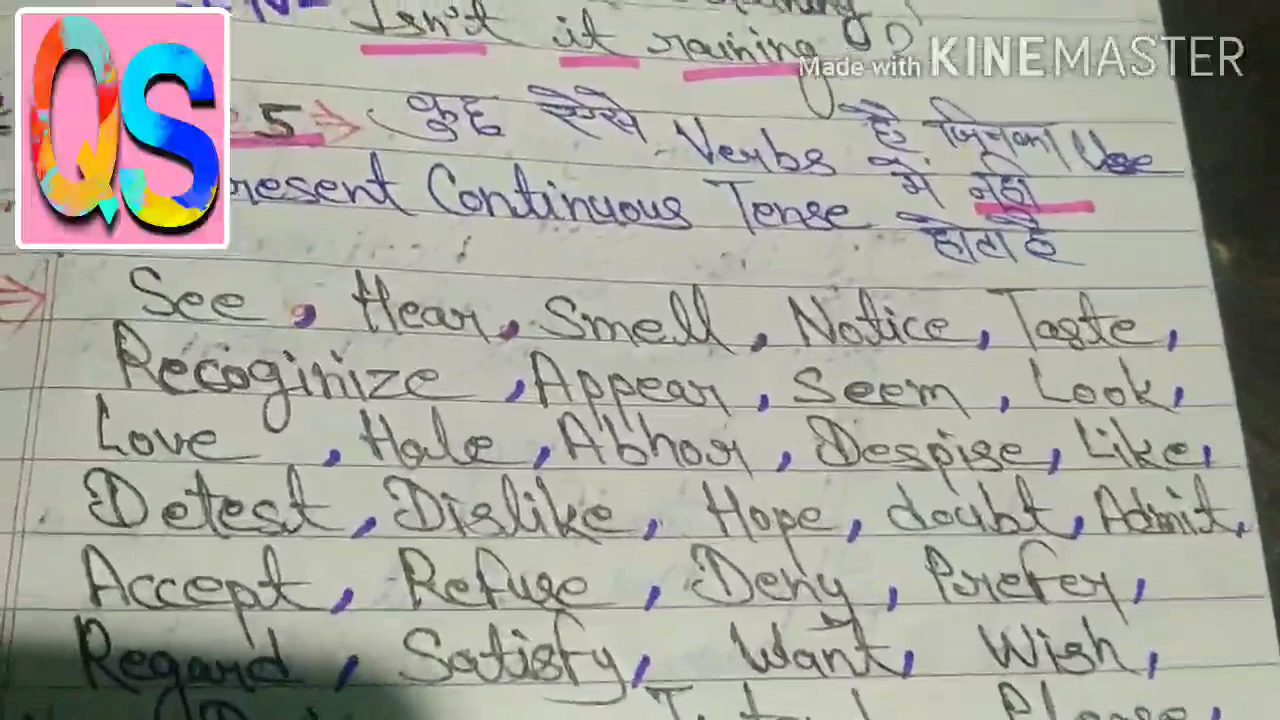 Isn't it raining?
Made with KINEMASTER
QS
5 → कुछ ऐसे Verbs है जिनका Use
resent Continuous Tense में नही
होता है
See, Hear, Smell, Notice, Taste,
Recoginize, Appear, Seem, Look,
Love, Hate, Abhor, Despise, Like,
Detest, Dislike, Hope, doubt, Admit,
Accept, Refuse, Deny, Prefer,
Regard, Satisfy, Want, Wish,
Please,